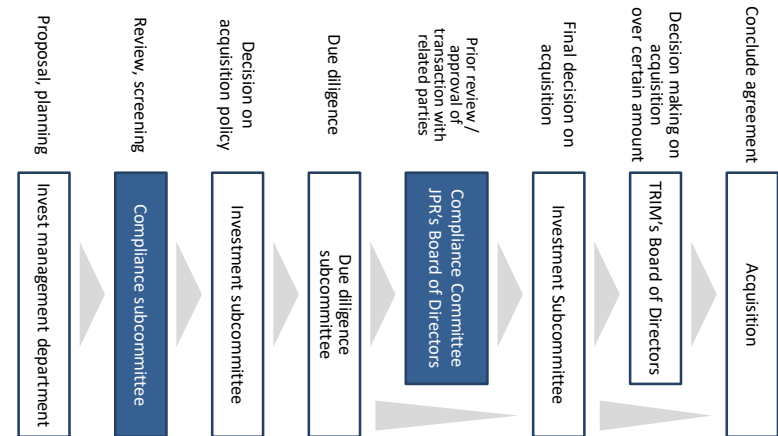 Proposal, planning
Invest management department
Review, screening
Compliance subcommittee
Decision on
acquisition policy
Investment subcommittee
Due diligence
Due diligence
subcommittee
Prior review /
approval of
transaction with
related parties
Compliance Committee
JPR's Board of Directors
Final decision on
acquisition
Investment Subcommittee
Decision making on
acquisition
over certain amount
TRIM's Board of Directors
Conclude agreement
Acquisition